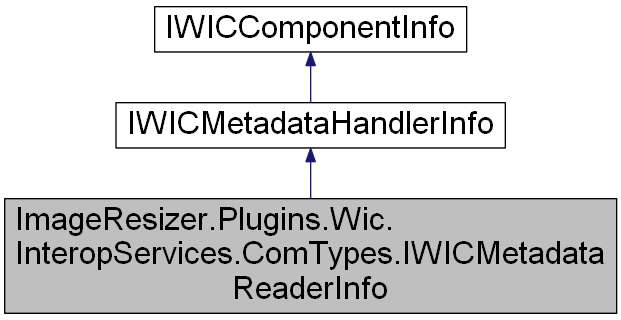 IWICComponentInfo
IWICMetadataHandlerInfo
ImageResizer.Plugins.Wic.
InteropServices.ComTypes.IWICMetadata
ReaderInfo